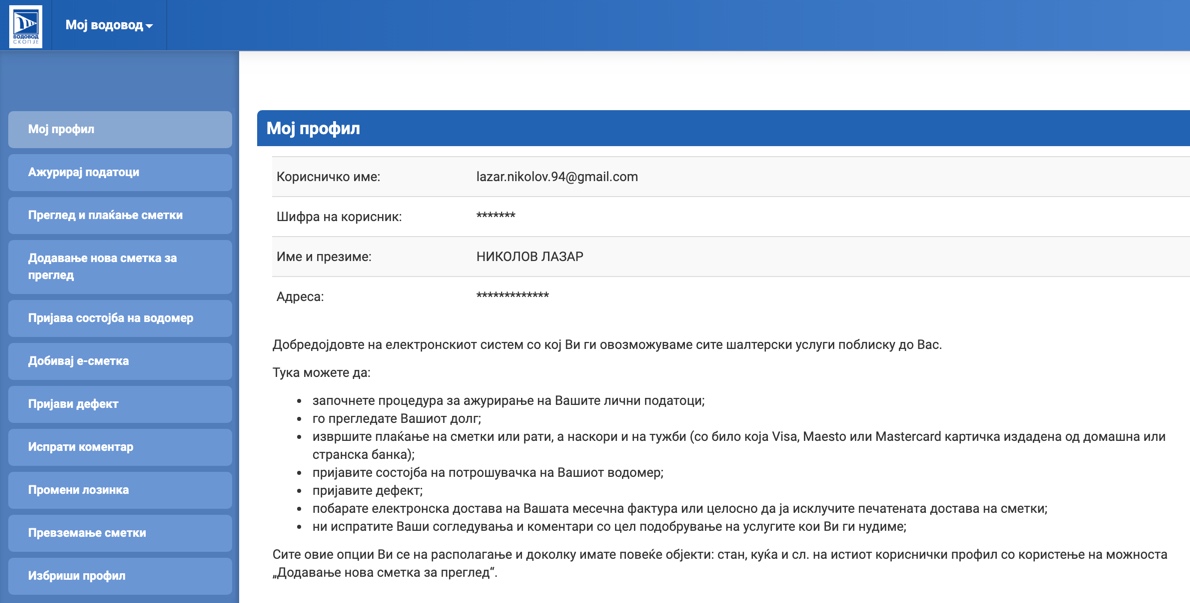 ВОДОВОД
СКОПЈЕ
Мој водовод
Мој профил
Ажурирај податоци
Преглед и плаќање сметки
Додавање нова сметка за
преглед
Пријава состојба на водомер
Добивај е-сметка
Пријави дефект
Испрати коментар
Промени лозинка
Превземање сметки
Избриши профил
Мој профил
Корисничко име: lazar.nikolov.94@gmail.com
Шифра на корисник: *******
Име и презиме: НИКОЛОВ ЛАЗАР
Адреса: *************
Добредојдовте на електронскиот систем со кој Ви ги овозможуваме сите шалтерски услуги поблиску до Вас.
Тука можете да:
• започнете процедура за ажурирање на Вашите лични податоци;
• го прегледате Вашиот долг;
• извршите плаќање на сметки или рати, а наскори и на тужби (со било која Visa, Maesto или Mastercard картичка издадена од домашна или
странска банка);
• пријавите состојба на потрошувачка на Вашиот водомер;
• пријавите дефект;
• побарате електронска достава на Вашата месечна фактура или целосно да ја исклучите печатената достава на сметки;
• ни испратите Ваши согледувања и коментари со цел подобрување на услугите кои Ви ги нудиме;
Сите овие опции Ви се на располагање и доколку имате повеќе објекти: стан, куќа и сл. на истиот кориснички профил со користење на можноста
„Додавање нова сметка за преглед“.